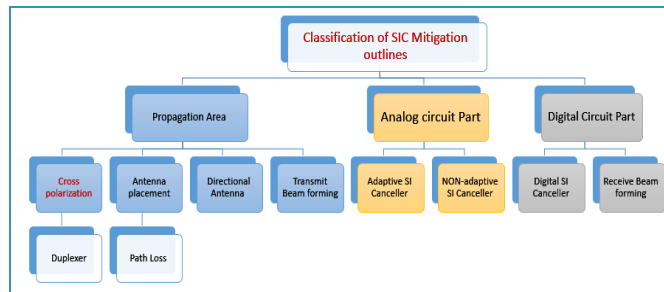 Classification of SIC Mitigation
outlines
Propagation Area
Analog circuit Part
Digital Circuit Part
Cross
polarization
Antenna
placement
Directional
Antenna
Transmit
Beam forming
Adaptive SI
Canceller
NON-adaptive
SI Canceller
Digital SI
Canceller
Receive Beam
forming
Duplexer
Path Loss